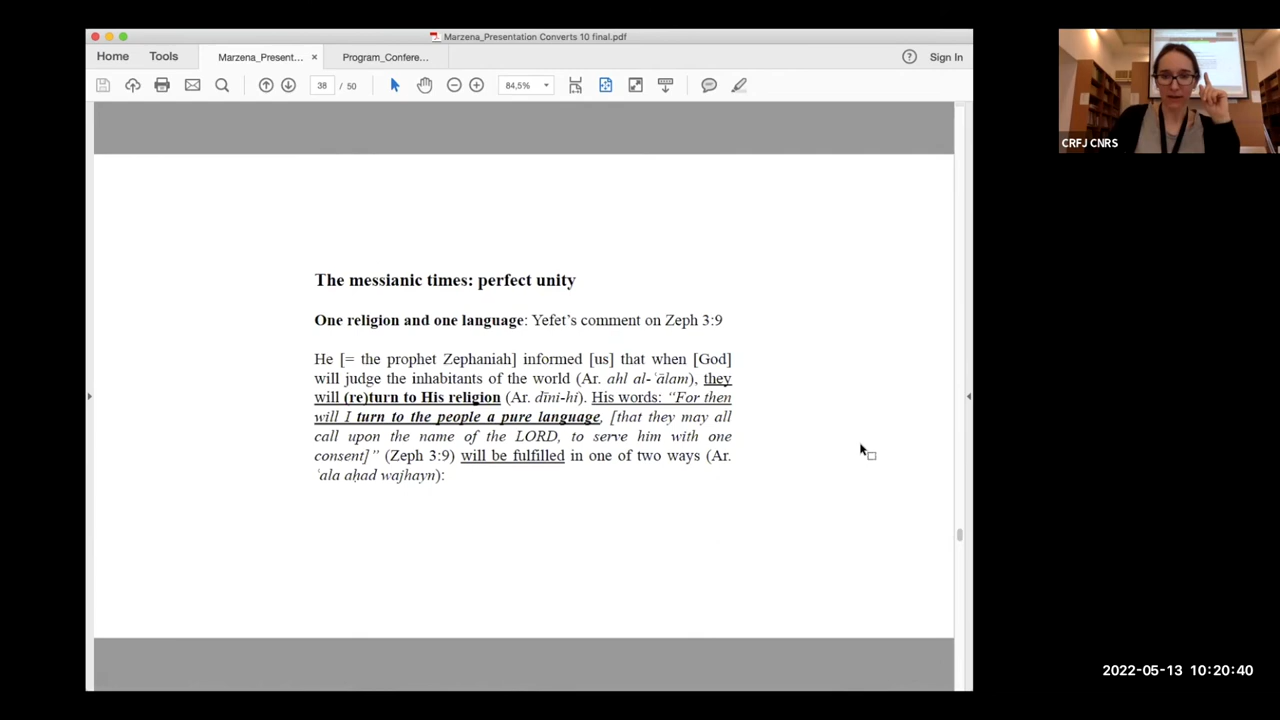 Marzena_Presentation Converts 10 final.pdf
Home Tools Marzena_Present... × Program_Confere... Sign In
38 / 50 84,5%
CRFJ CNRS
The messianic times: perfect unity
One religion and one language: Yefet’s comment on Zeph 3:9
He [= the prophet Zephaniah] informed [us] that when [God]
will judge the inhabitants of the world (Ar. ahl al-ʿālam), they
will (re)turn to His religion (Ar. dīni-hi). His words: “For then
will I turn to the people a pure language, [that they may all
call upon the name of the LORD, to serve him with one
consent]” (Zeph 3:9) will be fulfilled in one of two ways (Ar.
ʿala aḥad wajhayn):
2022-05-13 10:20:40